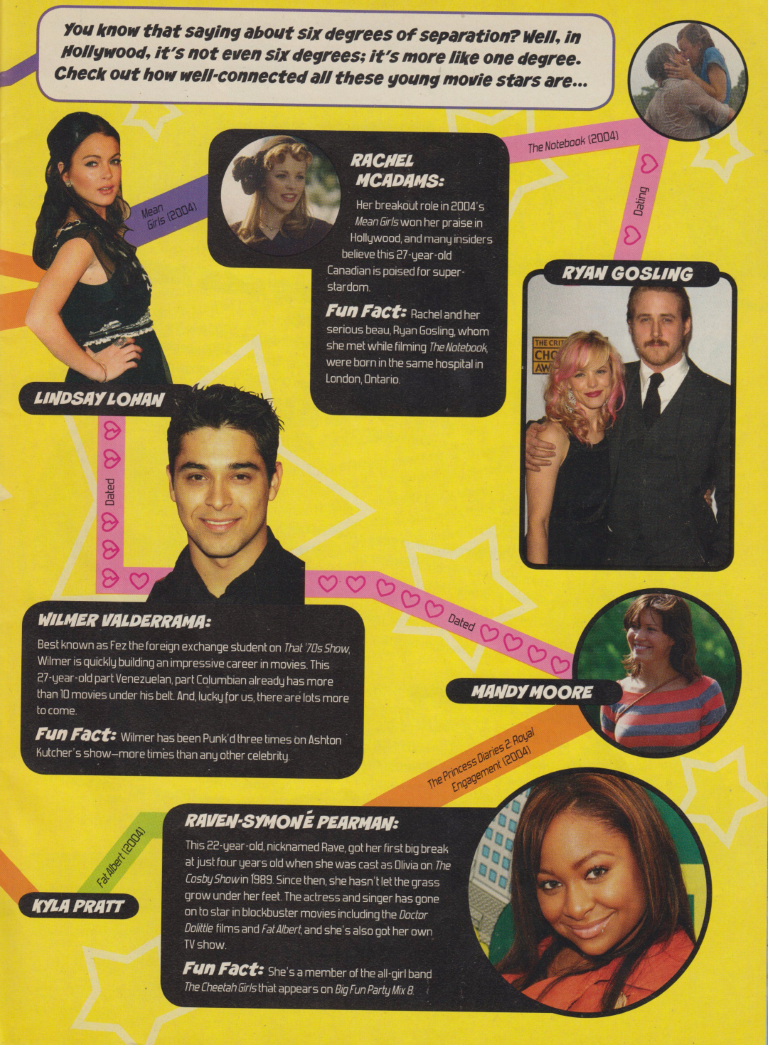 You know that saying about six degrees of separation? Well, in
Hollywood, it's not even six degrees; it's more like one degree.
Check out how well-connected all these young movie stars are...
The Notebook (2004)
Mean
Girls (2004)
RACHEL
MCADAMS:
Her breakout role in 2004's
Mean Girls won her praise in
Hollywood, and many insiders
believe this 27-year-old
Canadian is poised for super-
stardom.
Fun Fact: Rachel and her
serious beau, Ryan Gosling, whom
she met while filming The Notebook,
were born in the same hospital in
London, Ontario.
Dating
RYAN GOSLING
THE CRIT
CHO
AW
LINDSAY LOHAN
Dated
Dated
WILMER VALDERRAMA:
Best known as Fez the foreign exchange student on That '70s Show,
Wilmer is quickly building an impressive career in movies. This
27-year-old part Venezuelan, part Columbian already has more
than 10 movies under his belt. And, lucky for us, there are lots more
to come.
Fun Fact: Wilmer has been Punk'd three times on Ashton
Kutcher's show—more times than any other celebrity.
MANDY MOORE
The Princess Diaries 2: Royal
Engagement (2004)
Fat Albert (2004)
KYLA PRATT
RAVEN-SYMONÉ PEARMAN:
This 22-year-old, nicknamed Rave, got her first big break
at just four years old when she was cast as Olivia on The
Cosby Show in 1989. Since then, she hasn't let the grass
grow under her feet. The actress and singer has gone
on to star in blockbuster movies including the Doctor
Dolittle films and Fat Albert, and she's also got her own
TV show.
Fun Fact: She's a member of the all-girl band
The Cheetah Girls that appears on Big Fun Party Mix 8.